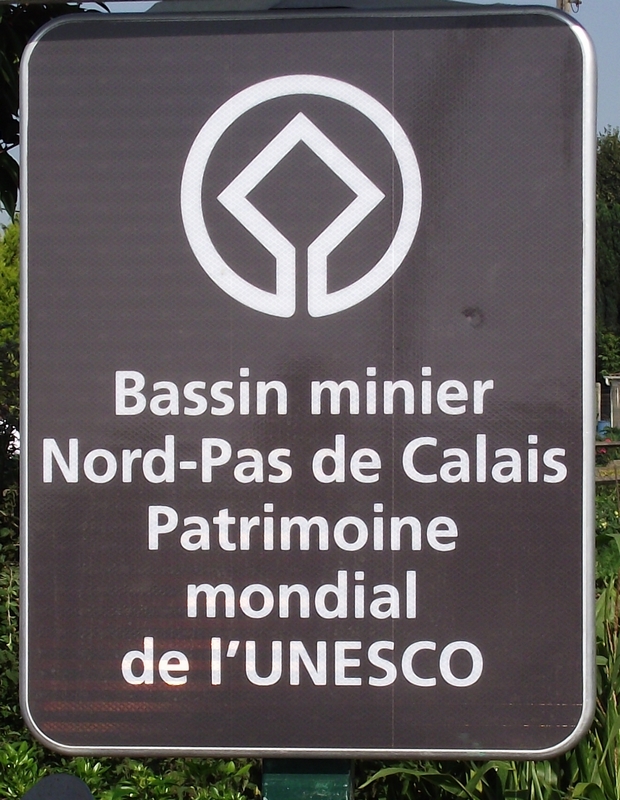 Bassin minier
Nord-Pas de Calais
Patrimoine
mondial
de l’UNESCO